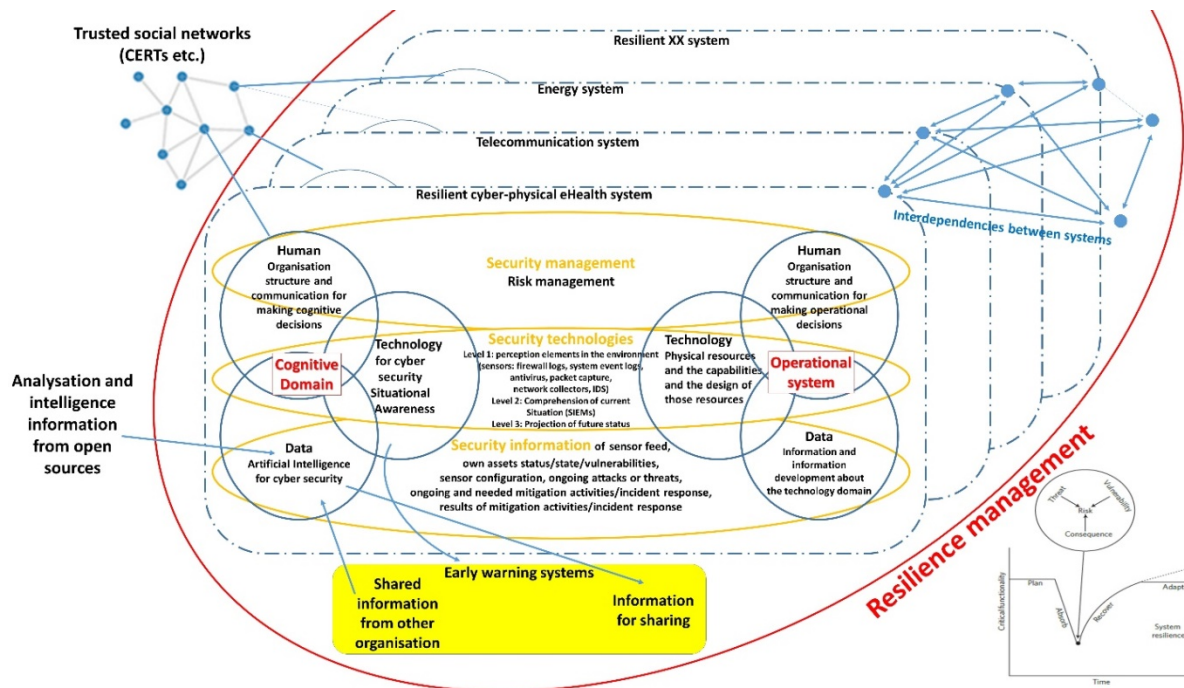 Trusted social networks
(CERTs etc.)
Resilient XX system
Energy system
Telecommunication system
Resilient cyber-physical eHealth system
Interdependencies between systems
Human
Organisation
structure and
communication for
making cognitive
decisions
Security management
Risk management
Human
Organisation
structure and
communication for
making operational
decisions
Cognitive
Domain
Technology
for cyber
security
Situational
Awareness
Security technologies
Level 1: perception elements in the environment
(sensors: firewall logs, system event logs,
antivirus, packet capture,
network collectors, IDS)
Level 2: Comprehension of current
Situation (SIEMs)
Level 3: Projection of future status
Technology
Physical resources
and the capabilities
and the design of
those resources
Operational
system
Analysation and
intelligence
information
from open
sources
Data
Artificial Intelligence
for cyber security
Security information of sensor feed,
own assets status/state/vulnerabilities,
sensor configuration, ongoing attacks or threats,
ongoing and needed mitigation activities/incident response,
results of mitigation activities/incident response
Data
Information and
information
development about
the technology domain
Early warning systems
Shared
information
from other
organisation
Information
for sharing
Resilience management
Threat
Vulnerability
Risk
Consequence
Critical functionality
Plan
Absorb
Recover
Adapt
System
resilience
Time